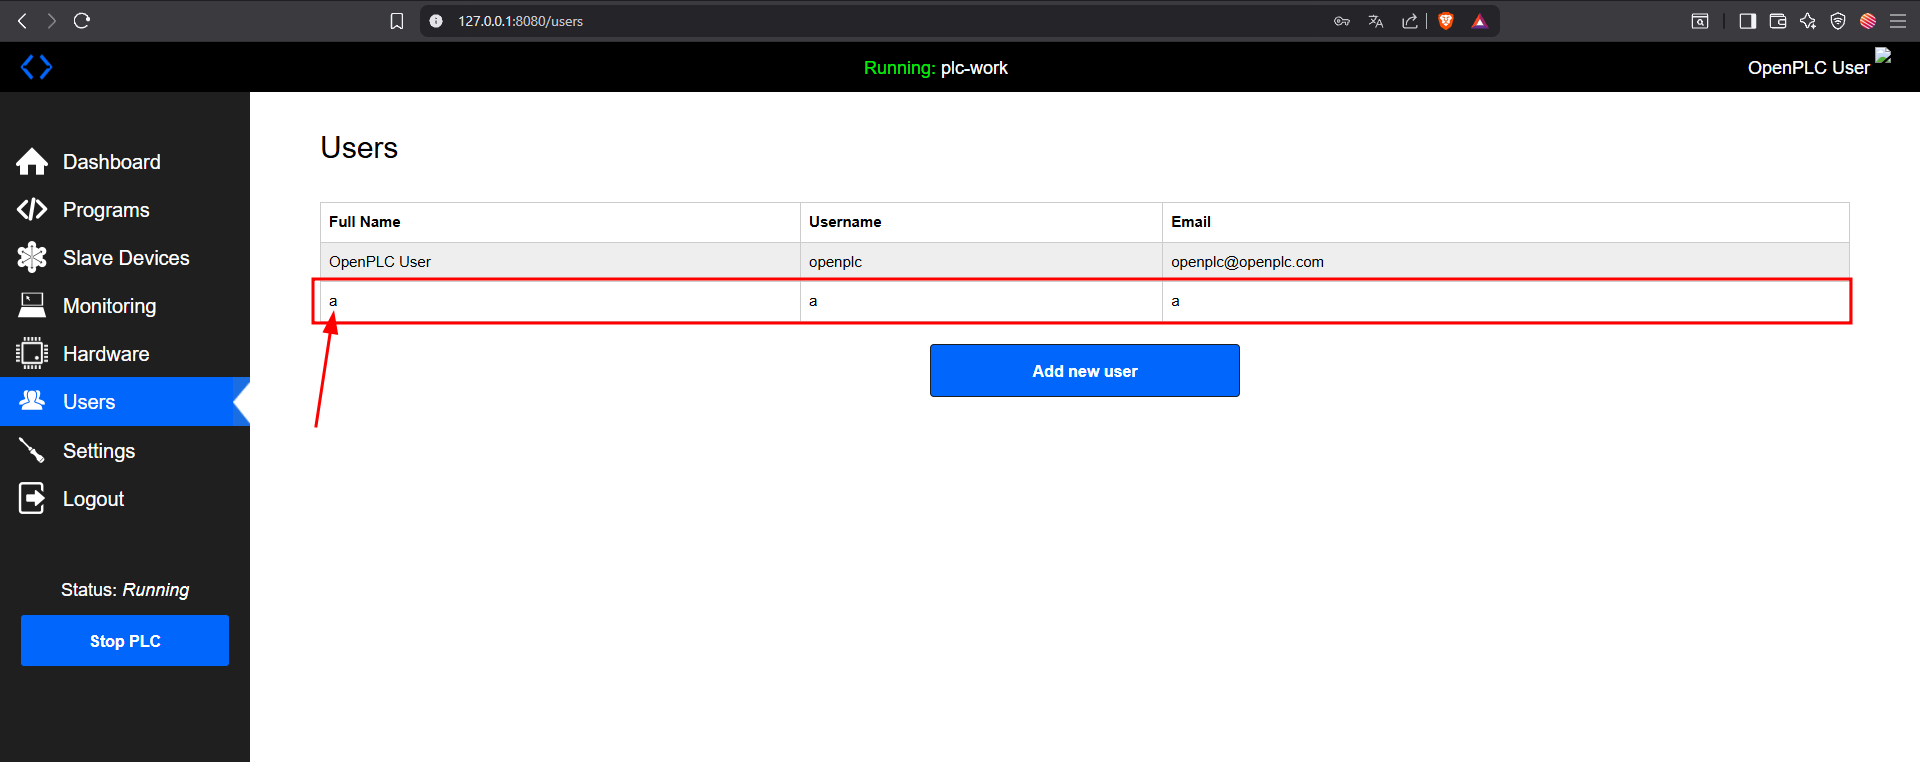 127.0.0.1:8080/users
Running: plc-work
OpenPLC User
Dashboard
Programs
Slave Devices
Monitoring
Hardware
Users
Settings
Logout
Status: Running
Stop PLC
Users
Full Name Username Email
OpenPLC User openplc openplc@openplc.com
a a a
Add new user